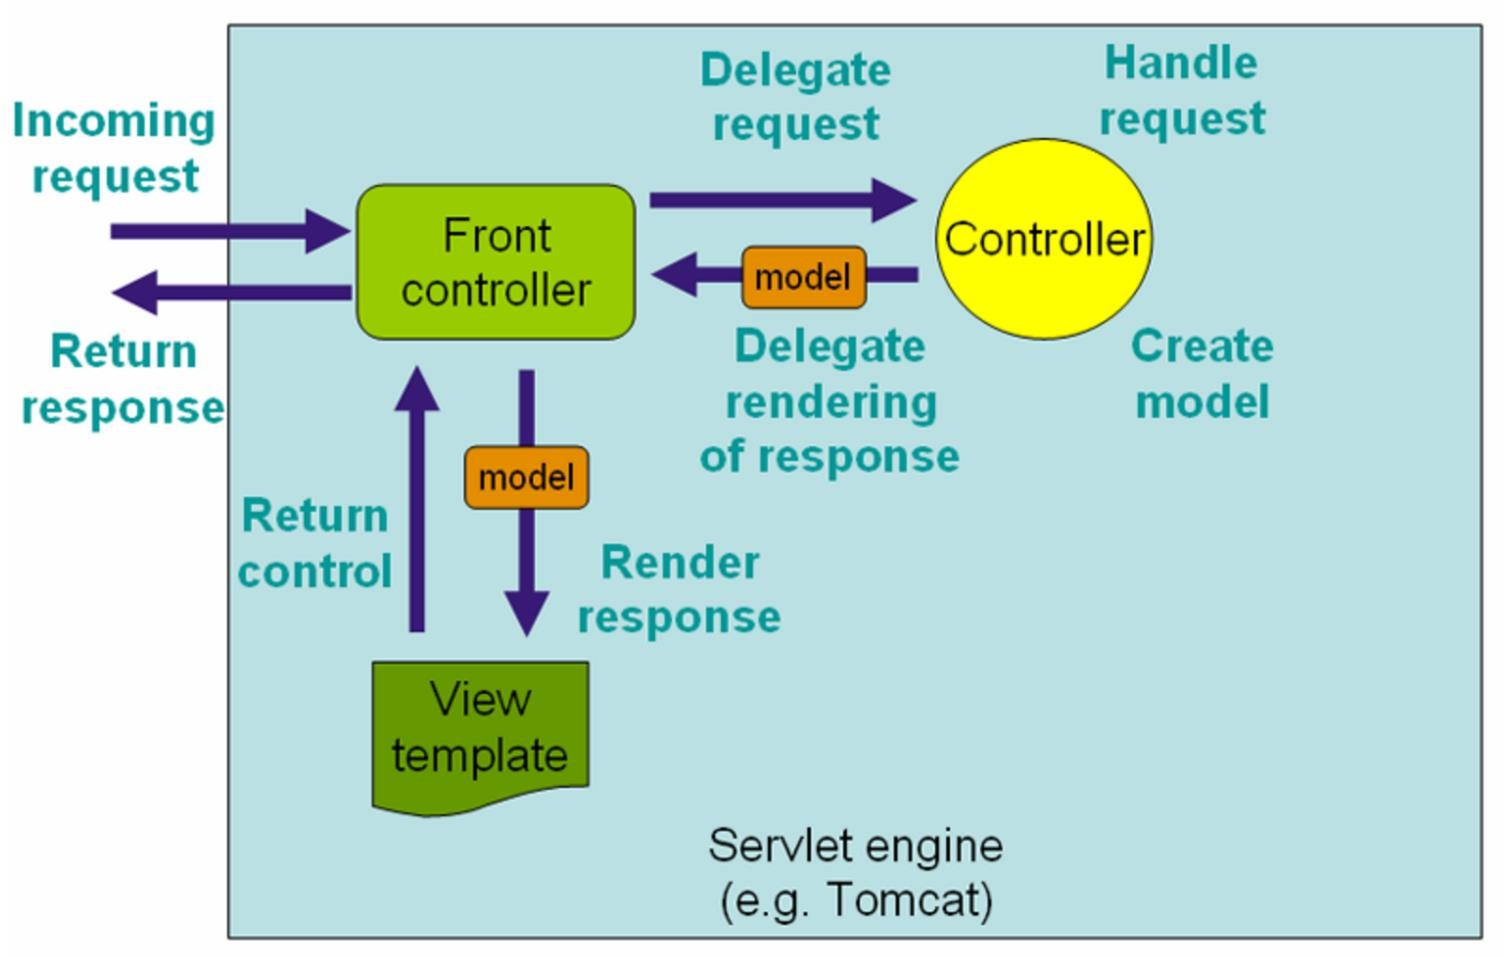 Incoming
request
Return
response
Front
controller
Delegate
request
Handle
request
Controller
model
Delegate
rendering
of response
Create
model
Return
control
model
Render
response
View
template
Servlet engine
(e.g. Tomcat)